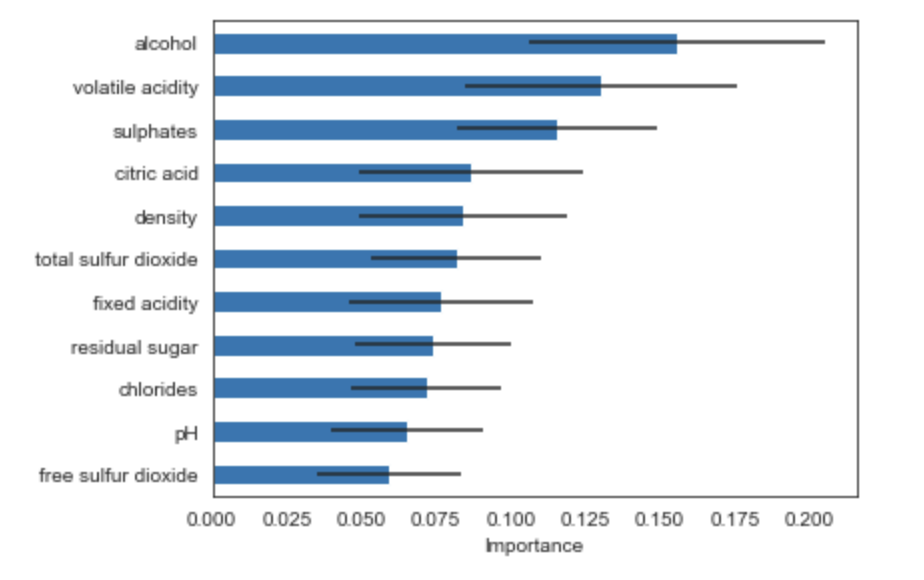 alcohol
volatile acidity
sulphates
citric acid
density
total sulfur dioxide
fixed acidity
residual sugar
chlorides
pH
free sulfur dioxide
0.000 0.025 0.050 0.075 0.100 0.125 0.150 0.175 0.200
Importance